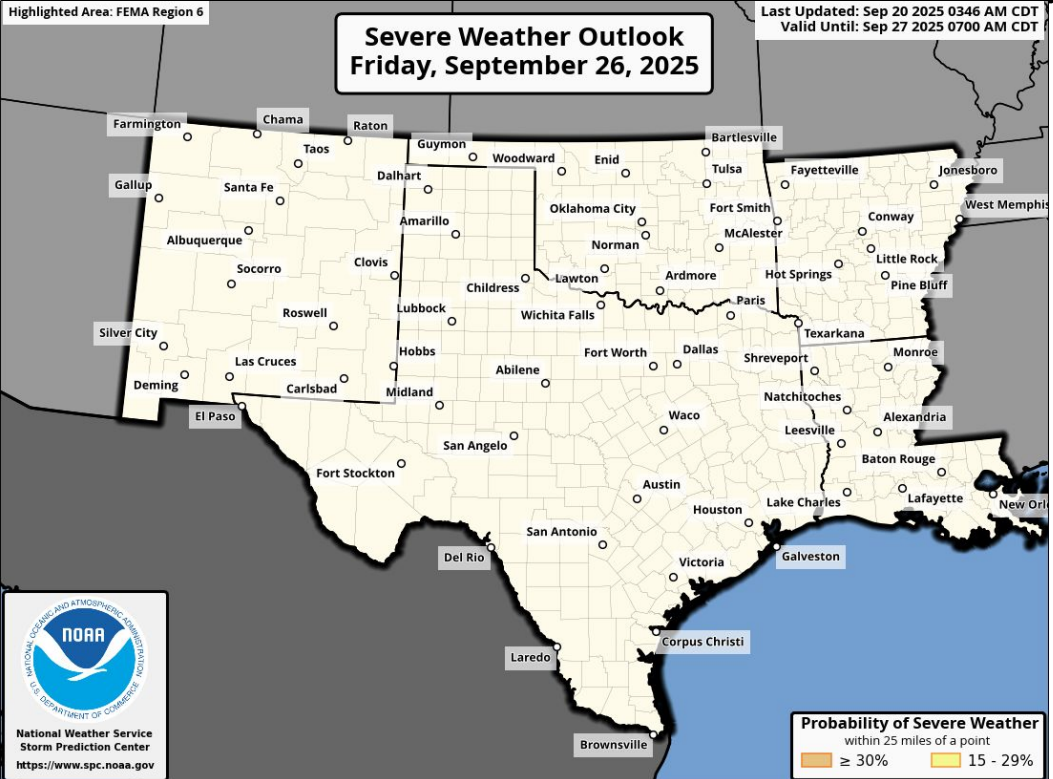 Highlighted Area: FEMA Region 6
Severe Weather Outlook
Friday, September 26, 2025
Last Updated: Sep 20 2025 0346 AM CDT
Valid Until: Sep 27 2025 0700 AM CDT
Farmington
Chama
Raton
Taos
Guymon
Woodward
Enid
Bartlesville
Tulsa
Fayetteville
Jonesboro
Gallup
Santa Fe
Dalhart
Oklahoma City
Fort Smith
Conway
West Memphis
Albuquerque
Amarillo
Norman
McAlester
Little Rock
Socorro
Clovis
Childress
Lawton
Ardmore
Hot Springs
Pine Bluff
Silver City
Roswell
Lubbock
Wichita Falls
Paris
Texarkana
Las Cruces
Hobbs
Abilene
Fort Worth
Dallas
Shreveport
Monroe
Deming
Carlsbad
Midland
Natchitoches
El Paso
San Angelo
Waco
Leesville
Alexandria
Fort Stockton
Austin
Baton Rouge
Houston
Lake Charles
Lafayette
New Orl
Del Rio
San Antonio
Galveston
Victoria
Laredo
Corpus Christi
Brownsville
NATIONAL OCEANIC AND ATMOSPHERIC ADMINISTRATION
NOAA
U.S. DEPARTMENT OF COMMERCE
National Weather Service
Storm Prediction Center
https://www.spc.noaa.gov
Probability of Severe Weather
within 25 miles of a point
≥ 30%
15 - 29%